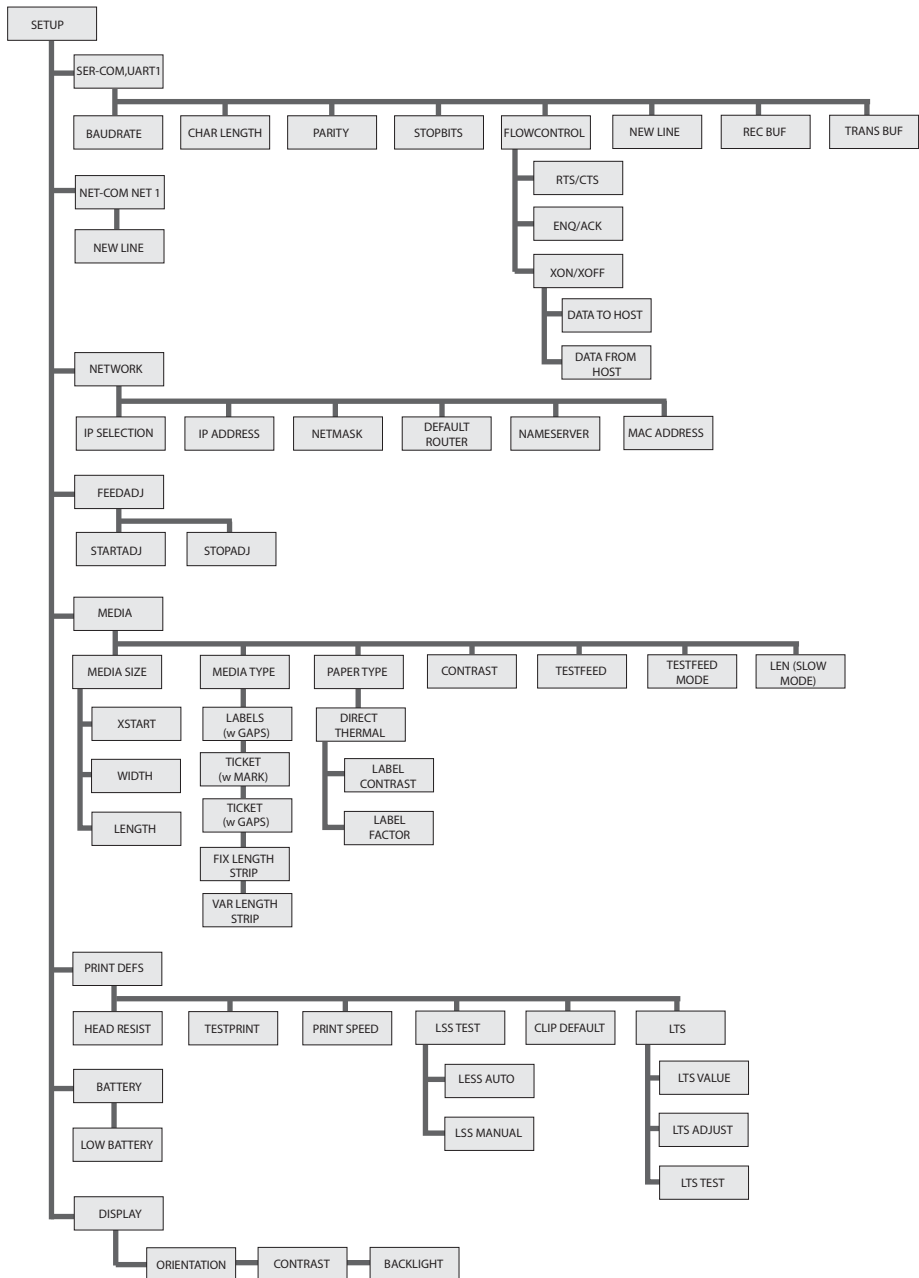 SETUP
SER-COM,UART1
BAUDRATE
CHAR LENGTH
PARITY
STOPBITS
FLOWCONTROL
NEW LINE
REC BUF
TRANS BUF
RTS/CTS
ENQ/ACK
XON/XOFF
DATA TO HOST
DATA FROM
HOST
NET-COM NET 1
NEW LINE
NETWORK
IP SELECTION
IP ADDRESS
NETMASK
DEFAULT
ROUTER
NAMESERVER
MAC ADDRESS
FEEDADJ
STARTADJ
STOPADJ
MEDIA
MEDIA SIZE
XSTART
WIDTH
LENGTH
MEDIA TYPE
LABELS
(w GAPS)
TICKET
(w MARK)
TICKET
(w GAPS)
FIX LENGTH
STRIP
VAR LENGTH
STRIP
PAPER TYPE
DIRECT
THERMAL
LABEL
CONTRAST
LABEL
FACTOR
CONTRAST
TESTFEED
TESTFEED
MODE
LEN (SLOW
MODE)
PRINT DEFS
HEAD RESIST
TESTPRINT
PRINT SPEED
LSS TEST
LESS AUTO
LSS MANUAL
CLIP DEFAULT
LTS
LTS VALUE
LTS ADJUST
LTS TEST
BATTERY
LOW BATTERY
DISPLAY
ORIENTATION
CONTRAST
BACKLIGHT